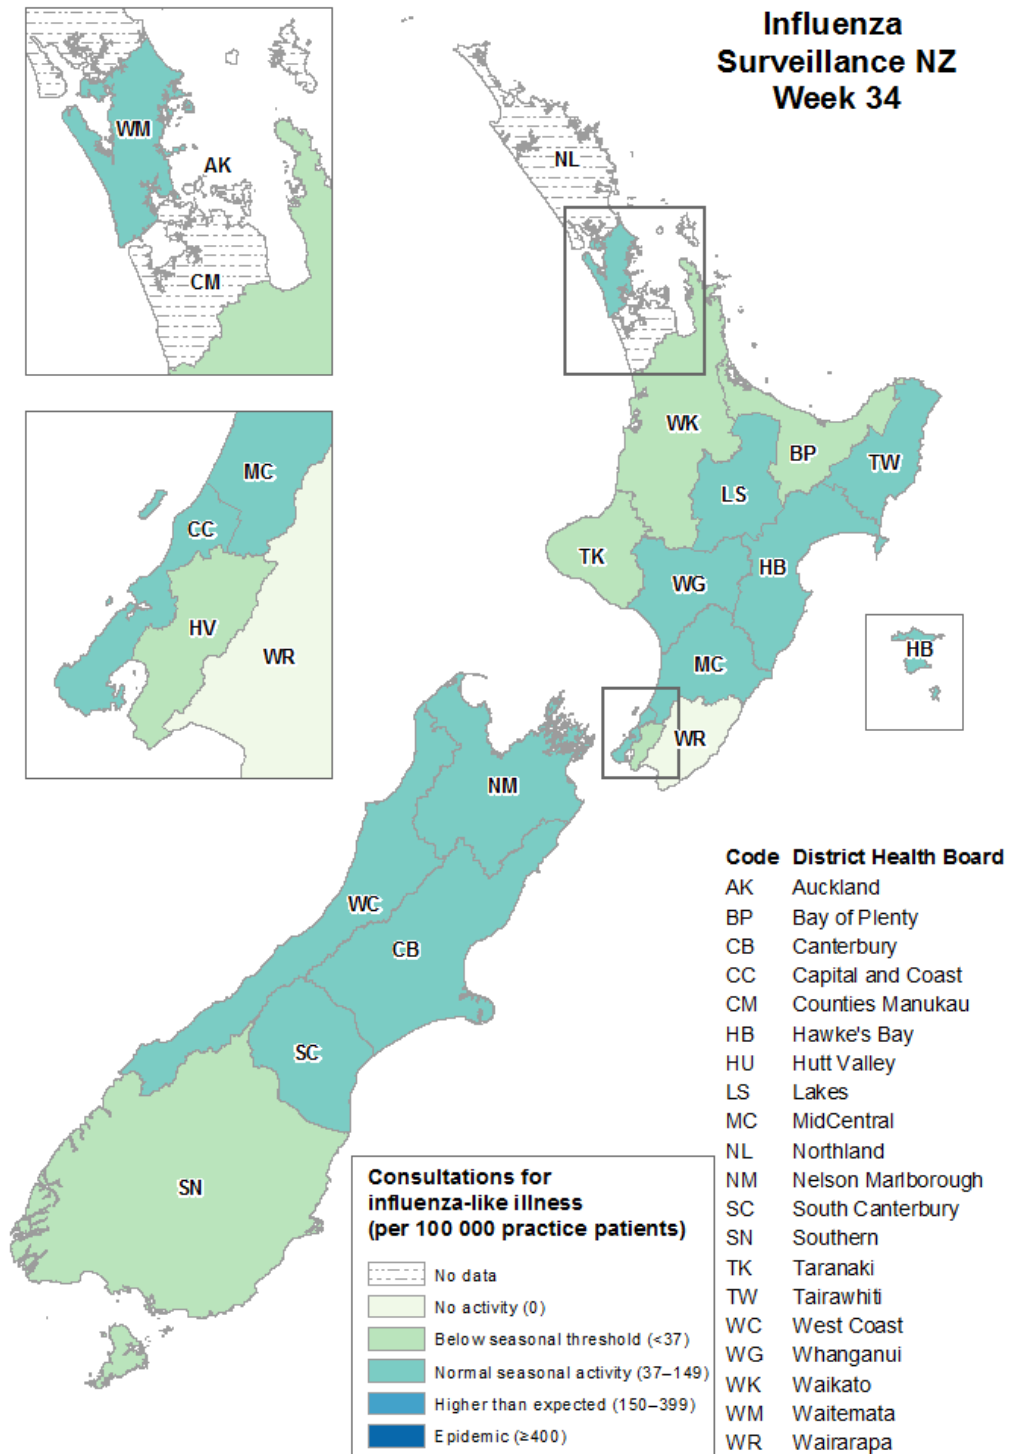 Influenza
Surveillance NZ
Week 34
WM
AK
CM
NL
WK
BP
TW
LS
TK
WG
HB
MC
WR
HB
MC
CC
HV
WR
NM
WC
CB
SC
SN
Code District Health Board
AK Auckland
BP Bay of Plenty
CB Canterbury
CC Capital and Coast
CM Counties Manukau
HB Hawke's Bay
HU Hutt Valley
LS Lakes
MC MidCentral
NL Northland
NM Nelson Marlborough
SC South Canterbury
SN Southern
TK Taranaki
TW Tairawhiti
WC West Coast
WG Whanganui
WK Waikato
WM Waitemata
WR Wairarapa
Consultations for
influenza-like illness
(per 100 000 practice patients)
No data
No activity (0)
Below seasonal threshold (<37)
Normal seasonal activity (37–149)
Higher than expected (150–399)
Epidemic (≥400)